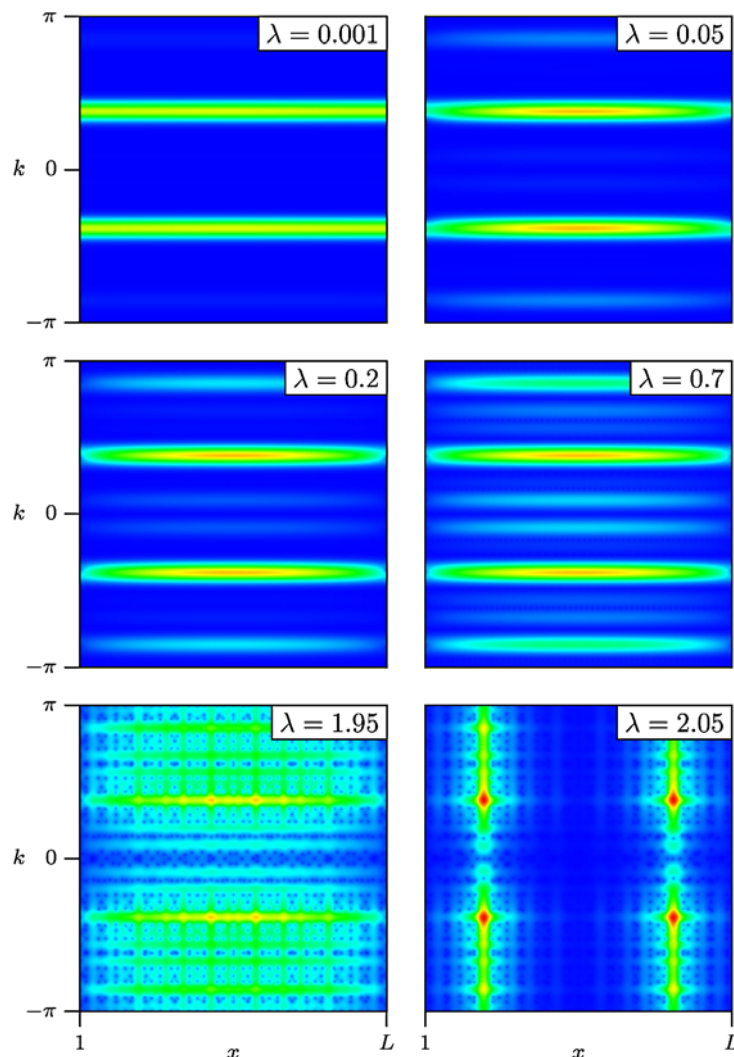 π
λ = 0.001
λ = 0.05
k 0
−π
π
λ = 0.2
λ = 0.7
k 0
−π
π
λ = 1.95
λ = 2.05
k 0
−π
1 x L
1 x L